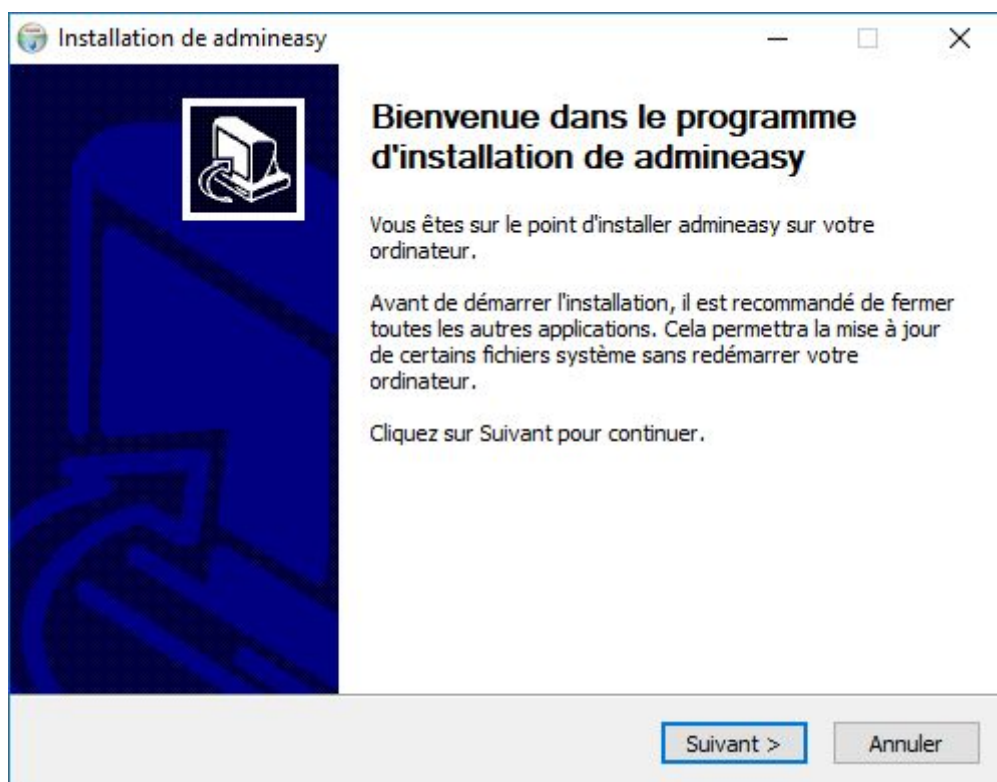 Installation de admineasy
Bienvenue dans le programme
d'installation de admineasy
Vous êtes sur le point d'installer admineasy sur votre
ordinateur.
Avant de démarrer l'installation, il est recommandé de fermer
toutes les autres applications. Cela permettra la mise à jour
de certains fichiers système sans redémarrer votre
ordinateur.
Cliquez sur Suivant pour continuer.
Suivant >
Annuler